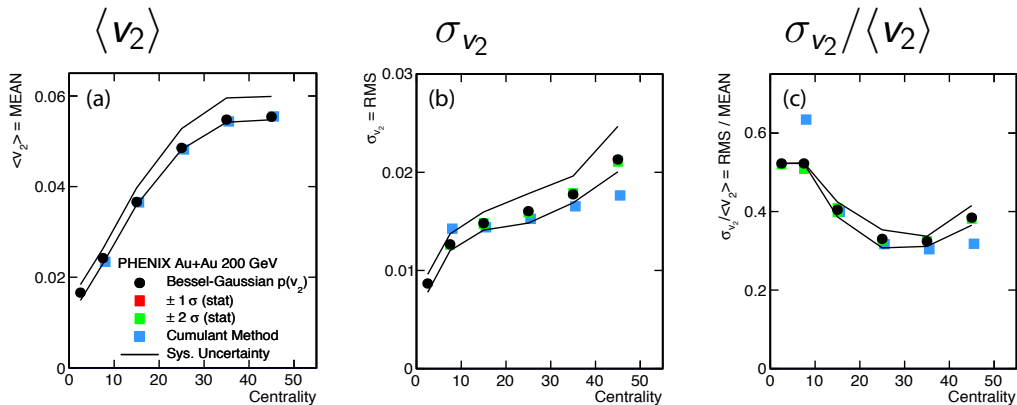 ⟨v₂⟩
σᵥ₂
σᵥ₂/⟨v₂⟩
(a)
<v₂> = MEAN
0.06
0.04
0.02
0
PHENIX Au+Au 200 GeV
Bessel-Gaussian p(v₂)
± 1 σ (stat)
± 2 σ (stat)
Cumulant Method
Sys. Uncertainty
0 10 20 30 40 50
Centrality
(b)
σᵥ₂ = RMS
0.03
0.02
0.01
0.00
0 10 20 30 40 50
Centrality
(c)
σᵥ₂/<v₂> = RMS / MEAN
0.6
0.4
0.2
0.0
0 10 20 30 40 50
Centrality